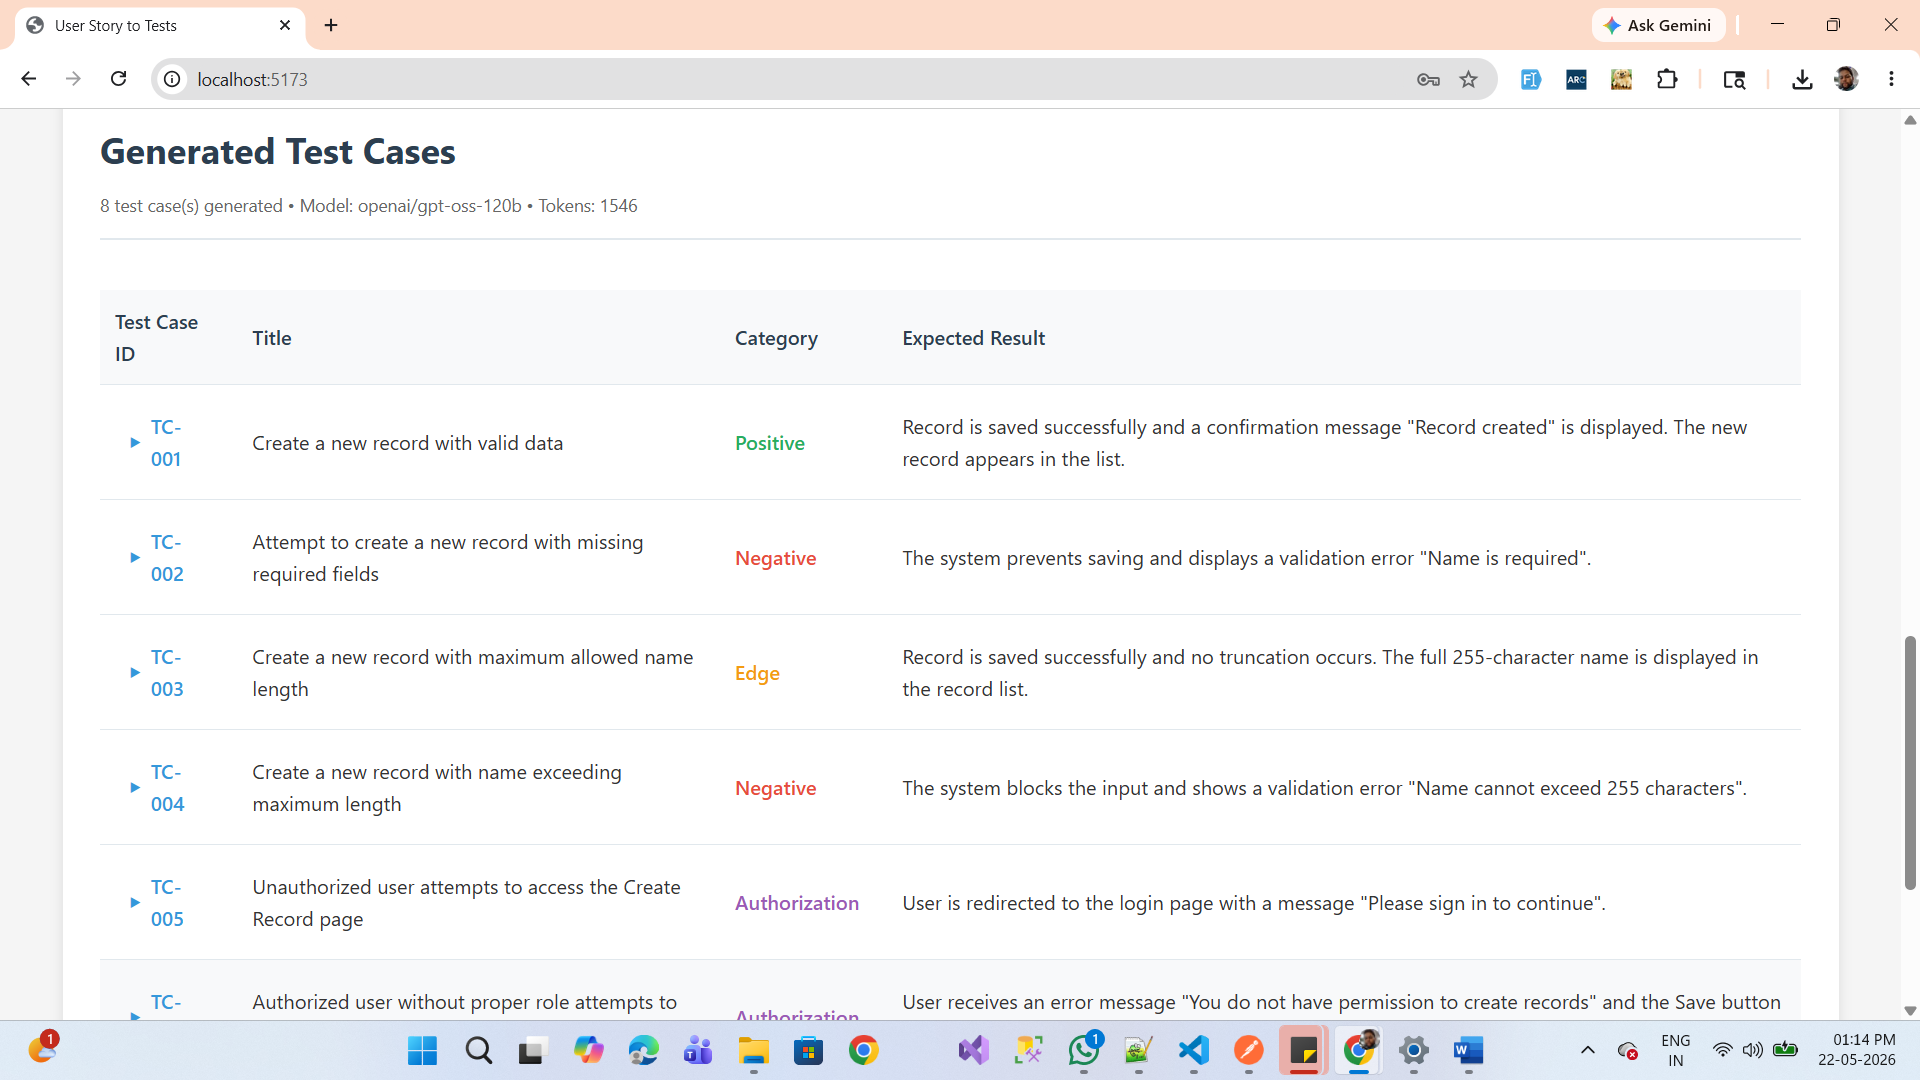 User Story to Tests
Ask Gemini
localhost:5173
Generated Test Cases
8 test case(s) generated • Model: openai/gpt-oss-120b • Tokens: 1546
Test Case
ID
Title
Category
Expected Result
TC-
001
Create a new record with valid data
Positive
Record is saved successfully and a confirmation message "Record created" is displayed. The new
record appears in the list.
TC-
002
Attempt to create a new record with missing
required fields
Negative
The system prevents saving and displays a validation error "Name is required".
TC-
003
Create a new record with maximum allowed name
length
Edge
Record is saved successfully and no truncation occurs. The full 255-character name is displayed in
the record list.
TC-
004
Create a new record with name exceeding
maximum length
Negative
The system blocks the input and shows a validation error "Name cannot exceed 255 characters".
TC-
005
Unauthorized user attempts to access the Create
Record page
Authorization
User is redirected to the login page with a message "Please sign in to continue".
TC-
Authorized user without proper role attempts to
Authorization
User receives an error message "You do not have permission to create records" and the Save button
1
1
ENG
IN
01:14 PM
22-05-2026
ARC